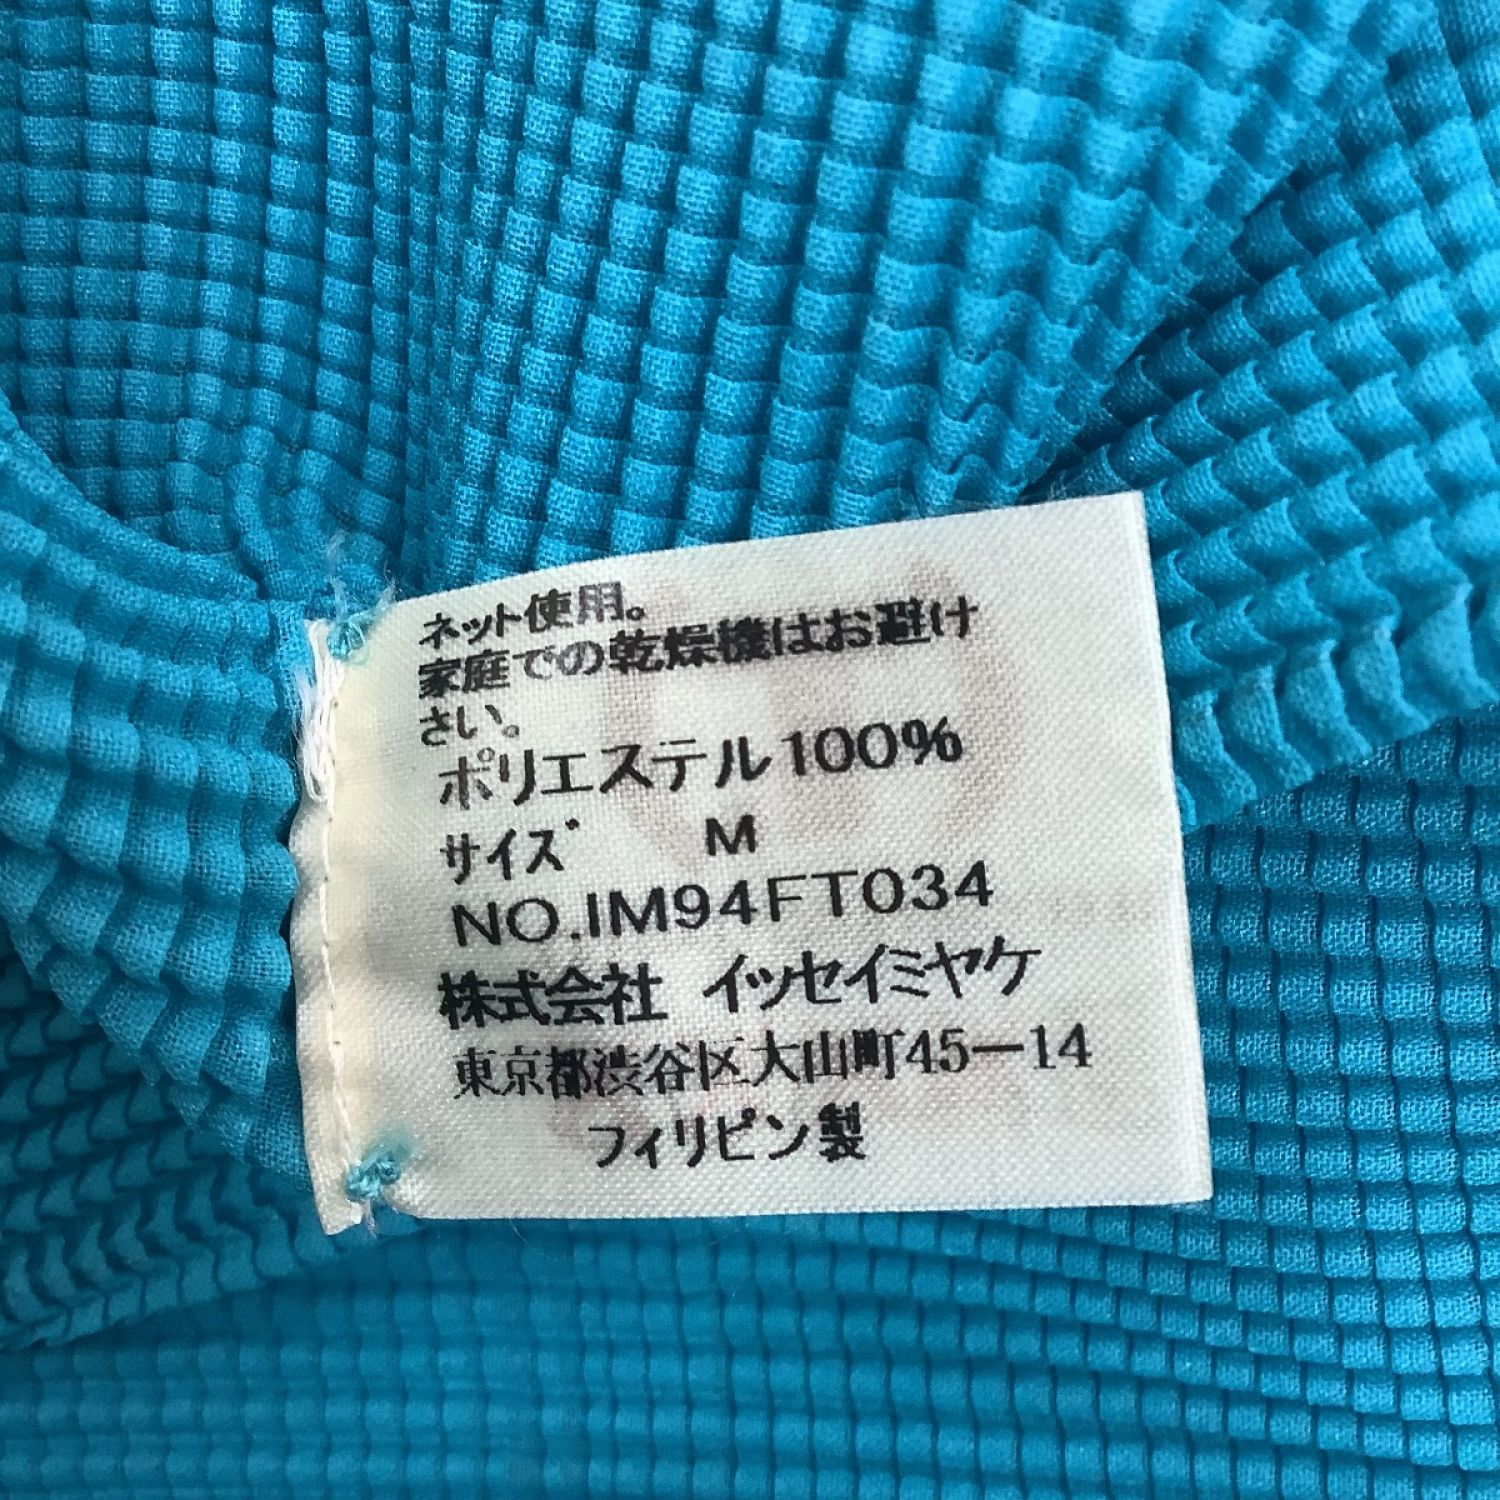 ネット使用。
家庭での乾燥機はお避け
さい。
ポリエステル100%
サイズ M
NO.IM94FT034
株式会社 イッセイミヤケ
東京都渋谷区大山町45-14
フィリピン製